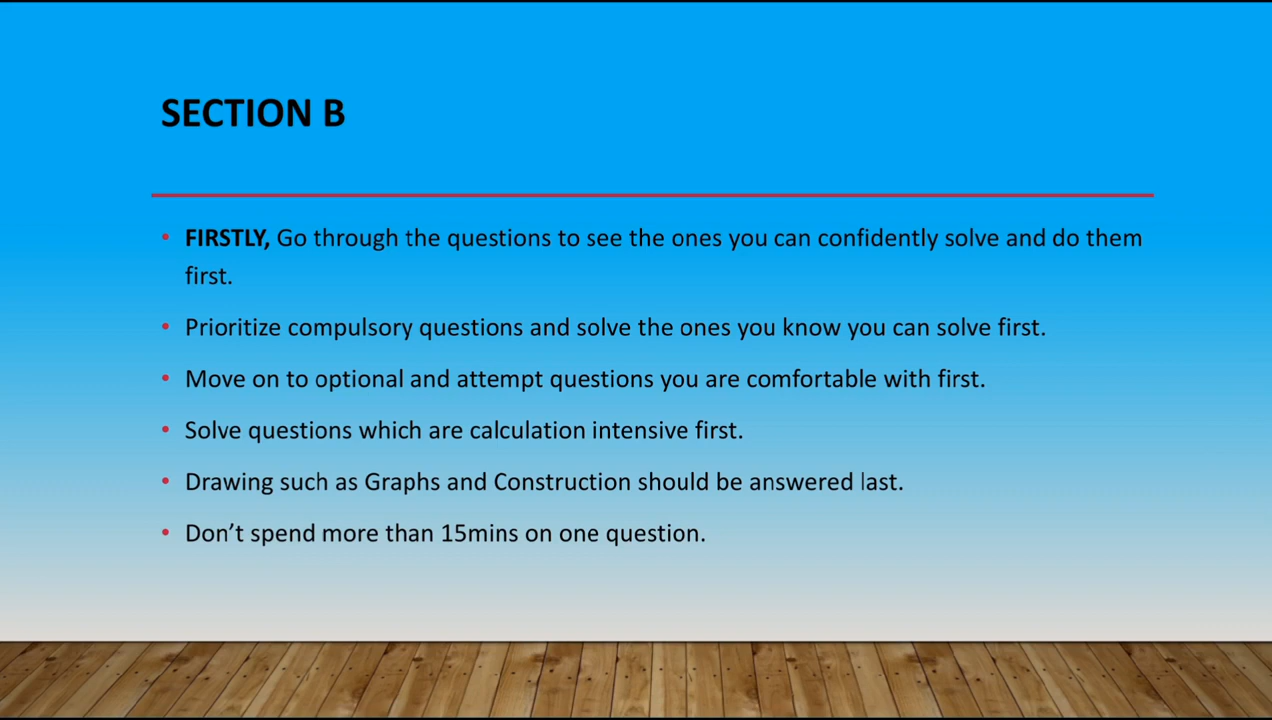 SECTION B
• FIRSTLY, Go through the questions to see the ones you can confidently solve and do them
first.
• Prioritize compulsory questions and solve the ones you know you can solve first.
• Move on to optional and attempt questions you are comfortable with first.
• Solve questions which are calculation intensive first.
• Drawing such as Graphs and Construction should be answered last.
• Don’t spend more than 15mins on one question.